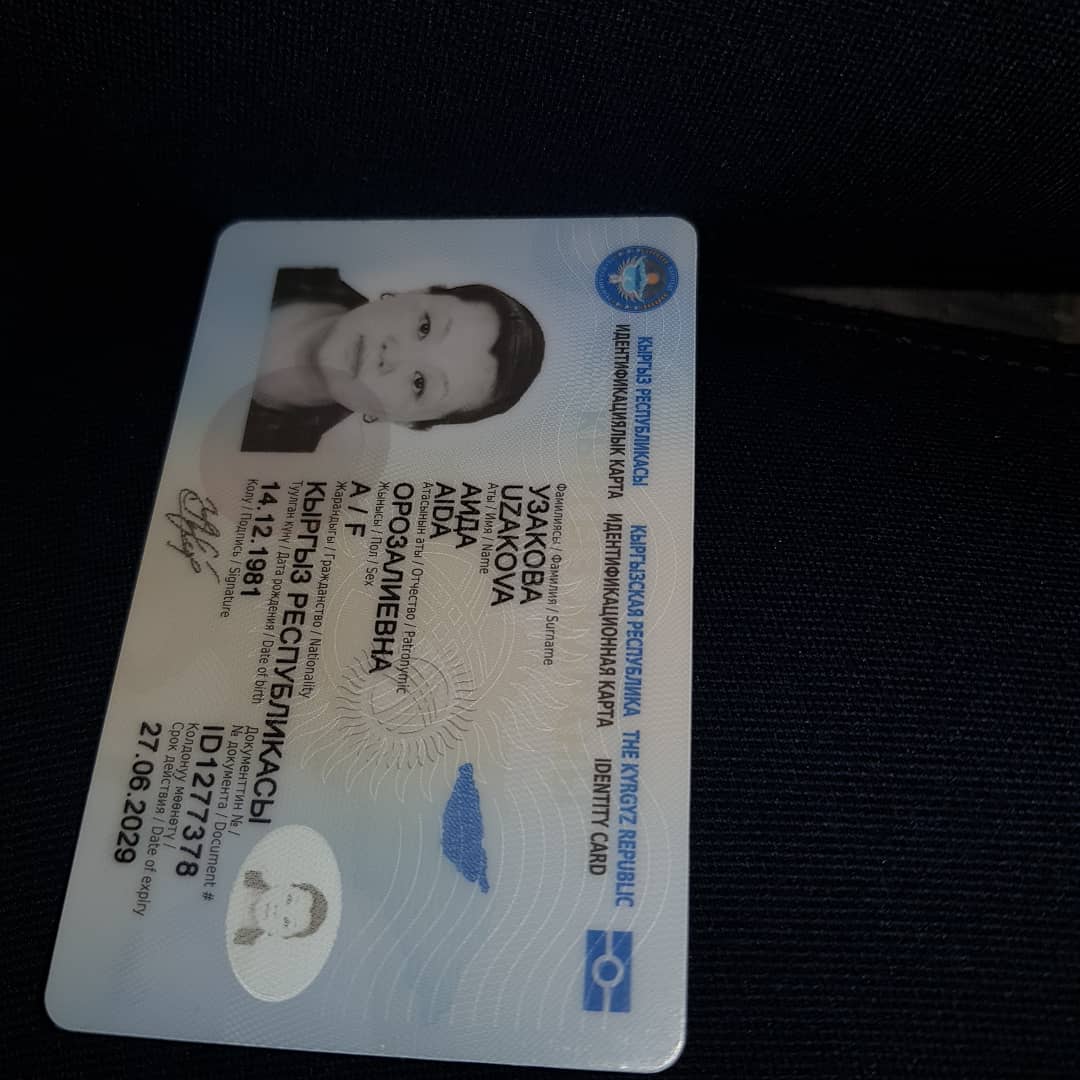 КЫРГЫЗ РЕСПУБЛИКАСЫ КЫРГЫЗСКАЯ РЕСПУБЛИКА THE KYRGYZ REPUBLIC
ИДЕНТИФИКАЦИЯЛЫК КАРТА ИДЕНТИФИКАЦИОННАЯ КАРТА IDENTITY CARD
Фамилиясы / Фамилия / Surname
УЗАКОВА
UZAKOVA
Аты / Имя / Name
АИДА
AIDA
Атасынын аты / Отчество / Patronymic
ОРОЗАЛИЕВНА
Жынысы / Пол / Sex
А / F
Жарандыгы / Гражданство / Nationality
КЫРГЫЗ РЕСПУБЛИКАСЫ
Туулган күнү / Дата рождения / Date of birth
14.12.1981
Колу / Подпись / Signature
Документтин № /
№ документа / Document #
ID1277378
Колдонуу мөөнөтү /
Срок действия / Date of expiry
27.06.2029